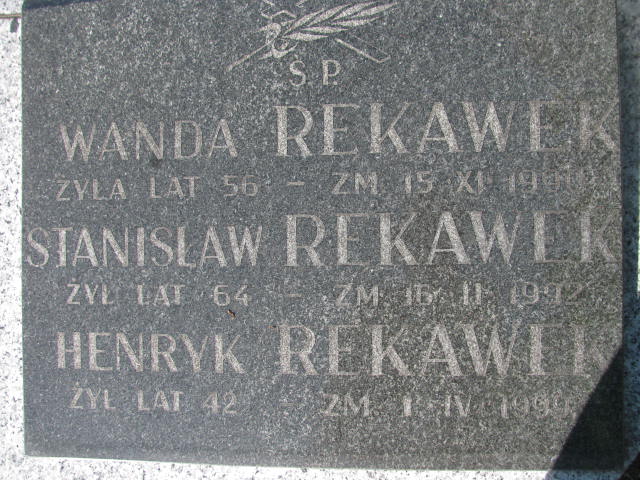 Ś.P.
WANDA REKAWEK
ŻYŁA LAT 56 – ZM. 15 XI
STANISŁAW REKAWEK
ŻYŁ LAT 64 – ZM. 16 II 1992
HENRYK REKAWEK
ŻYŁ LAT 42 – ZM. 1 IV